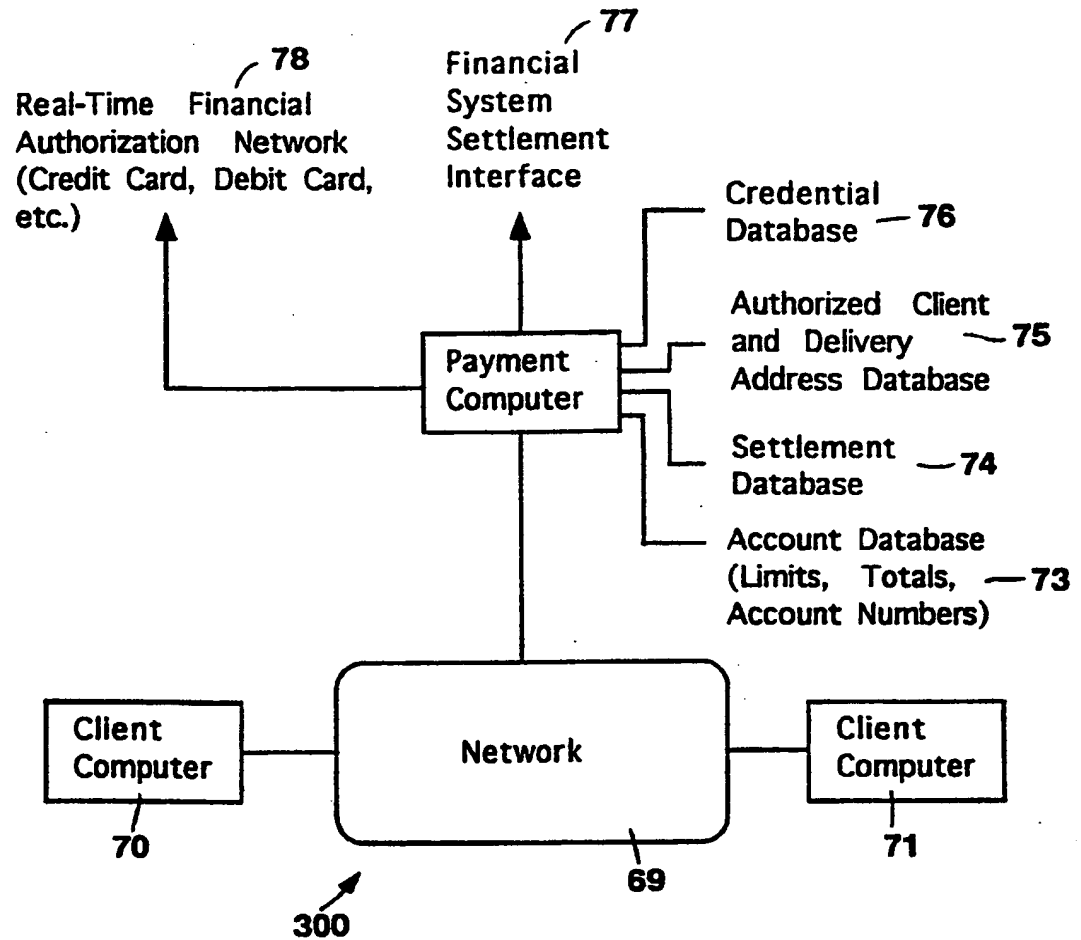 77
78
Financial
System
Settlement
Interface
Real-Time Financial
Authorization Network
(Credit Card, Debit Card,
etc.)
Credential
Database
76
Authorized Client
and Delivery
Address Database
75
Payment
Computer
Settlement
Database
74
Account Database
(Limits, Totals,
Account Numbers)
73
Client
Computer
70
Network
69
Client
Computer
71
300